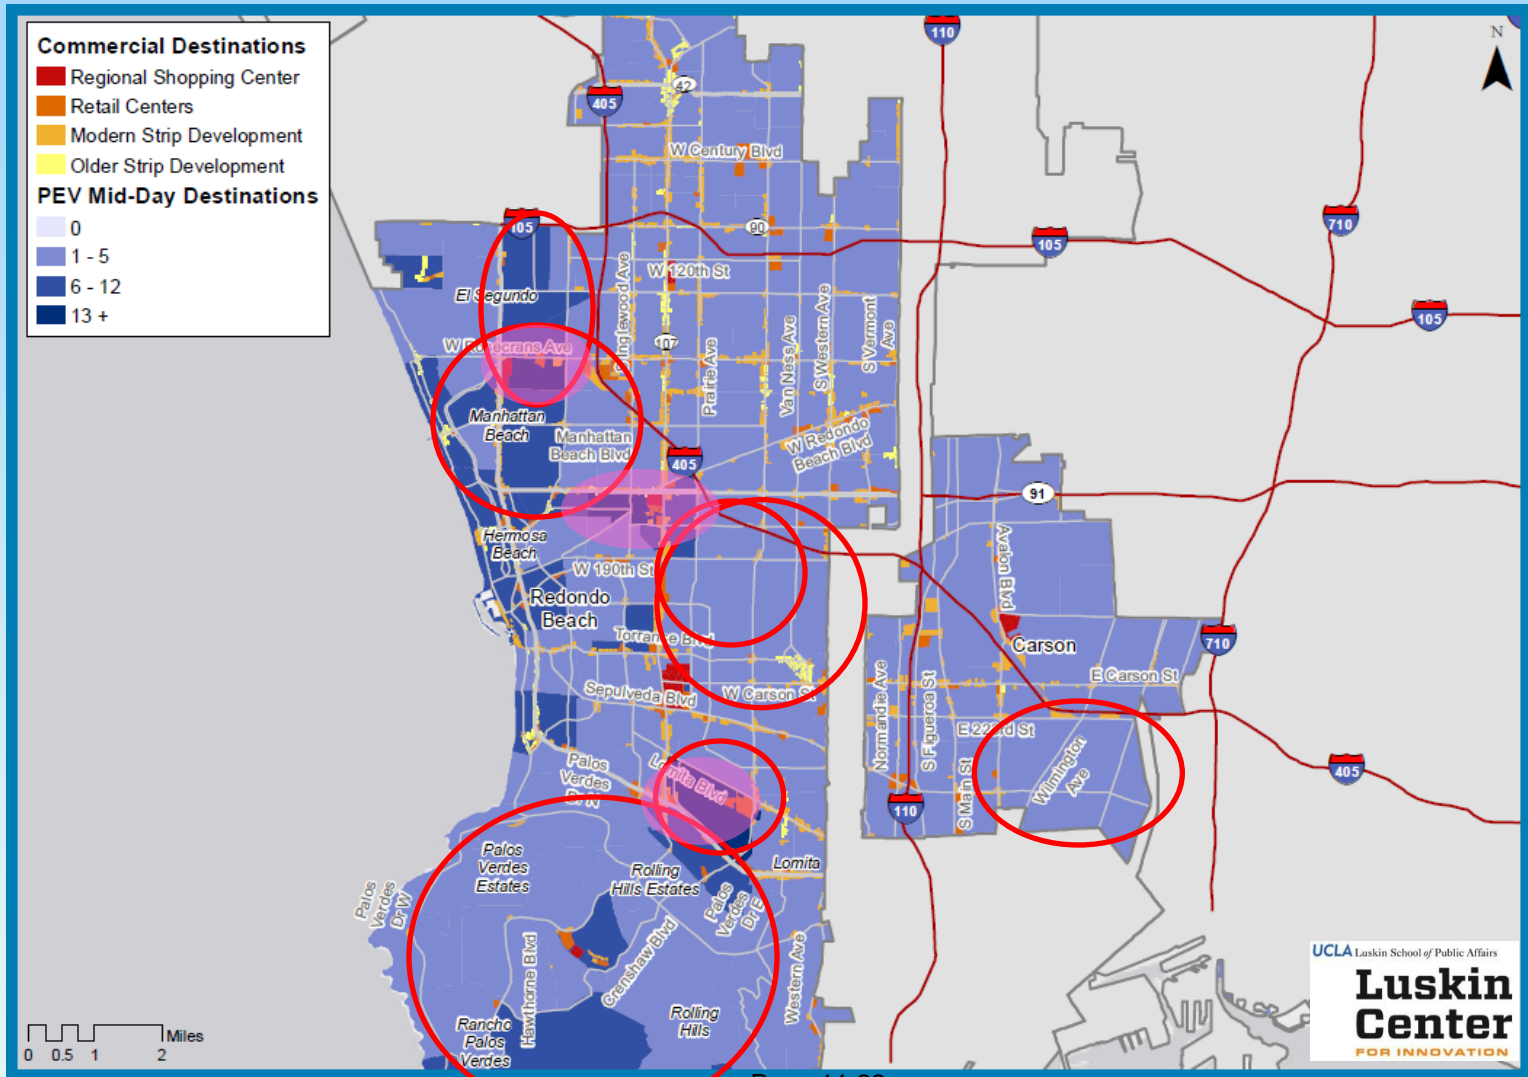 Commercial Destinations
Regional Shopping Center
Retail Centers
Modern Strip Development
Older Strip Development
PEV Mid-Day Destinations
0
1 - 5
6 - 12
13 +
110
N
405
42
W Century Blvd
105
90
710
105
El Segundo
W 120th St
S Inglewood Ave
105
W Rosecrans Ave
107
Prairie Ave
Van Ness Ave
S Western Ave
S Vermont
Ave
Manhattan
Beach
Manhattan
Beach Blvd
W Redondo
Beach Blvd
405
91
Hermosa
Beach
W 190th St
Avalon Blvd
Redondo
Beach
Torrance Blvd
Carson
710
Sepulveda Blvd
W Carson St
E Carson St
Normandie Ave
S Figueroa St
E 223rd St
S Main St
Wilmington
Ave
Palos
Verdes
Dr N
Lomita Blvd
405
110
Palos
Verdes
Estates
Rolling
Hills Estates
Lomita
Palos
Verdes
Dr W
Palos
Verdes
Dr E
Hawthorne Blvd
Crenshaw Blvd
Western Ave
Rolling
Hills
Rancho
Palos
Verdes
Miles
0 0.5 1 2
UCLA Luskin School of Public Affairs
Luskin
Center
FOR INNOVATION